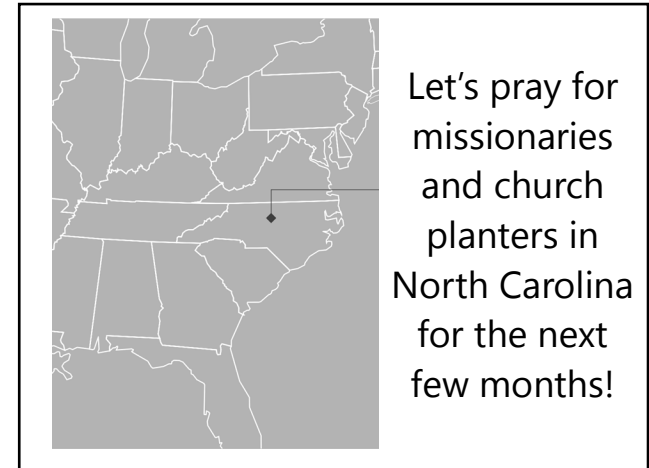 Let's pray for
missionaries
and church
planters in
North Carolina
for the next
few months!